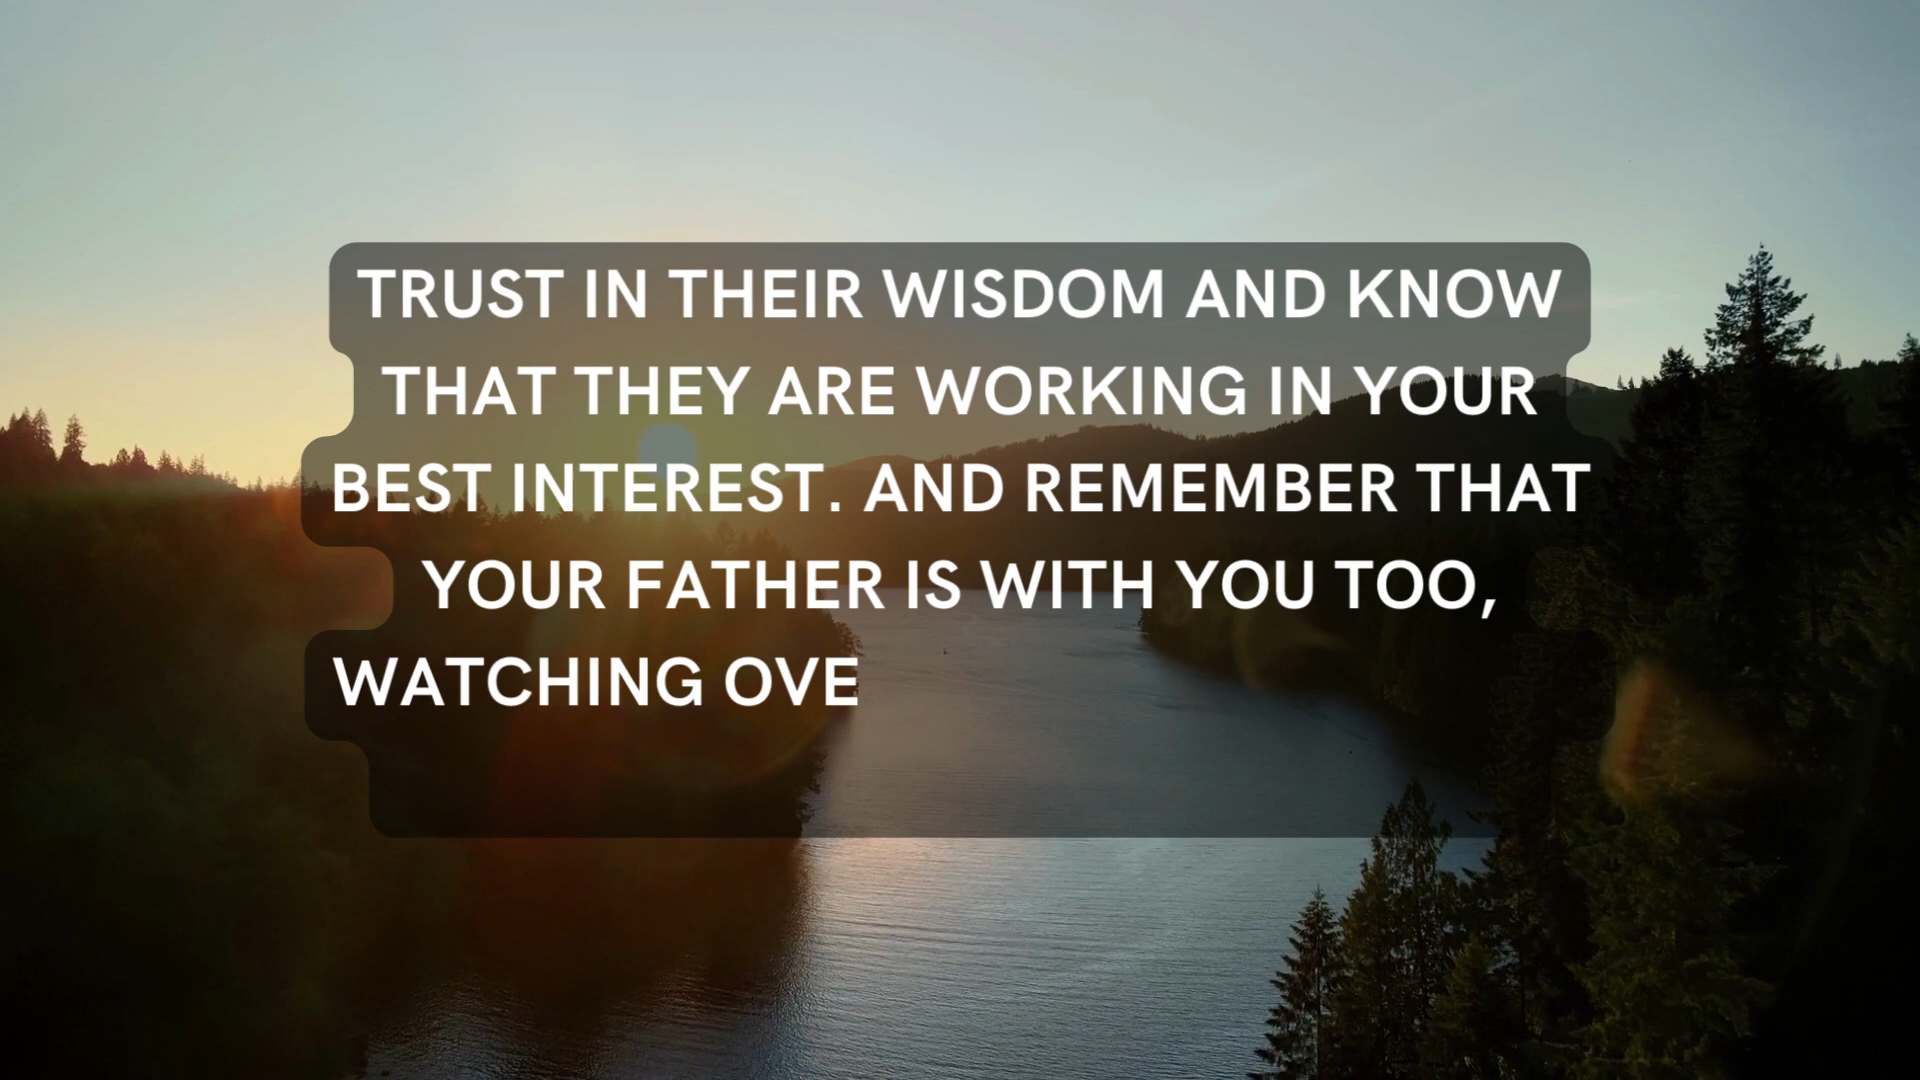 TRUST IN THEIR WISDOM AND KNOW
THAT THEY ARE WORKING IN YOUR
BEST INTEREST. AND REMEMBER THAT
YOUR FATHER IS WITH YOU TOO,
WATCHING OVE